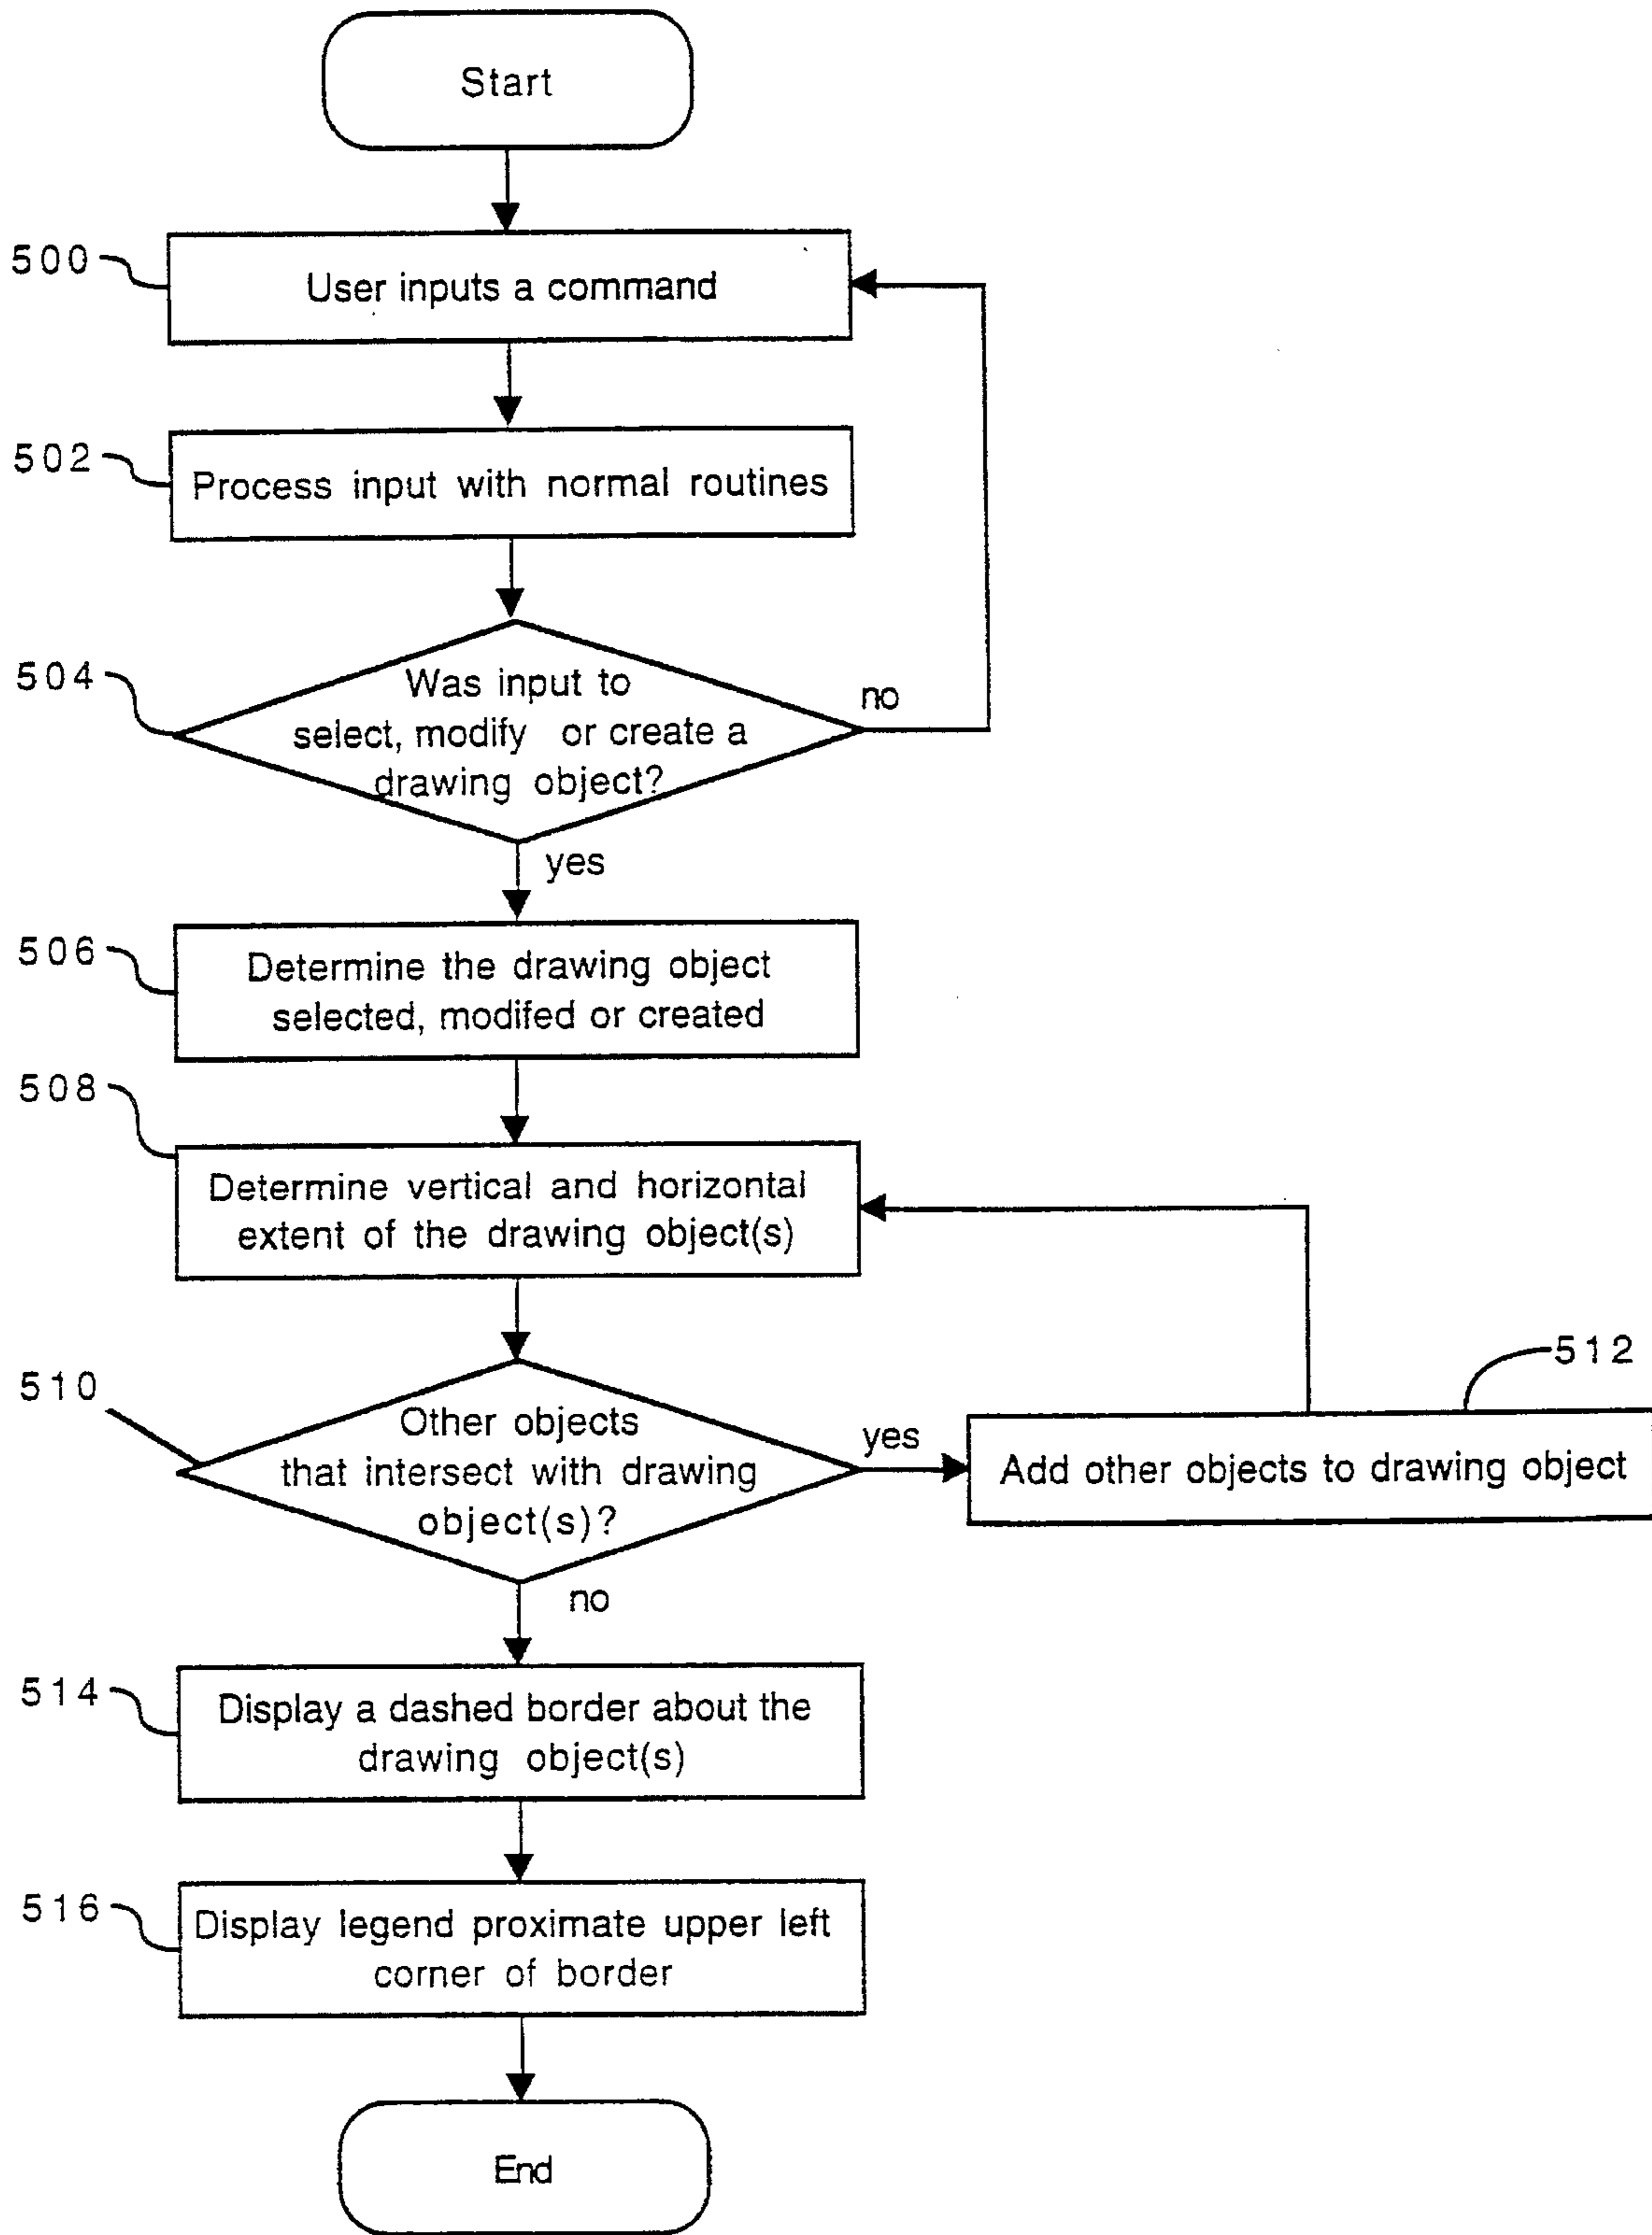 Start
500
User inputs a command
502
Process input with normal routines
504
Was input to
select, modify or create a
drawing object?
no
yes
506
Determine the drawing object
selected, modifed or created
508
Determine vertical and horizontal
extent of the drawing object(s)
510
Other objects
that intersect with drawing
object(s)?
yes
512
Add other objects to drawing object
no
514
Display a dashed border about the
drawing object(s)
516
Display legend proximate upper left
corner of border
End